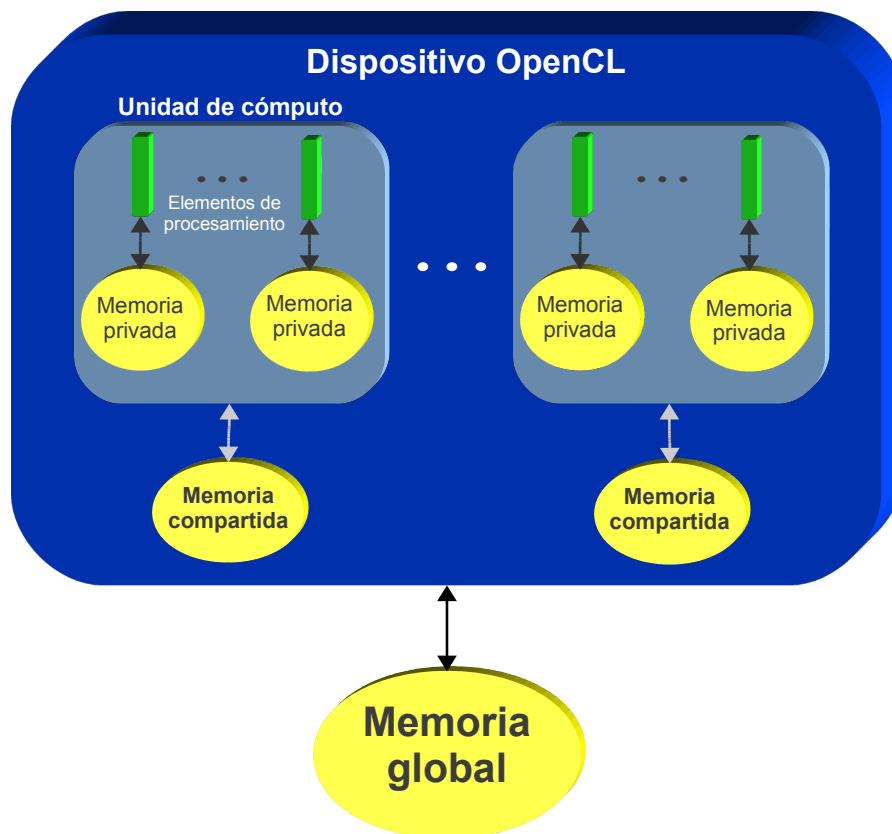 Dispositivo OpenCL
Unidad de cómputo
Elementos de
procesamiento
Memoria
privada
Memoria
privada
Memoria
privada
Memoria
privada
Memoria
compartida
Memoria
compartida
Memoria
global